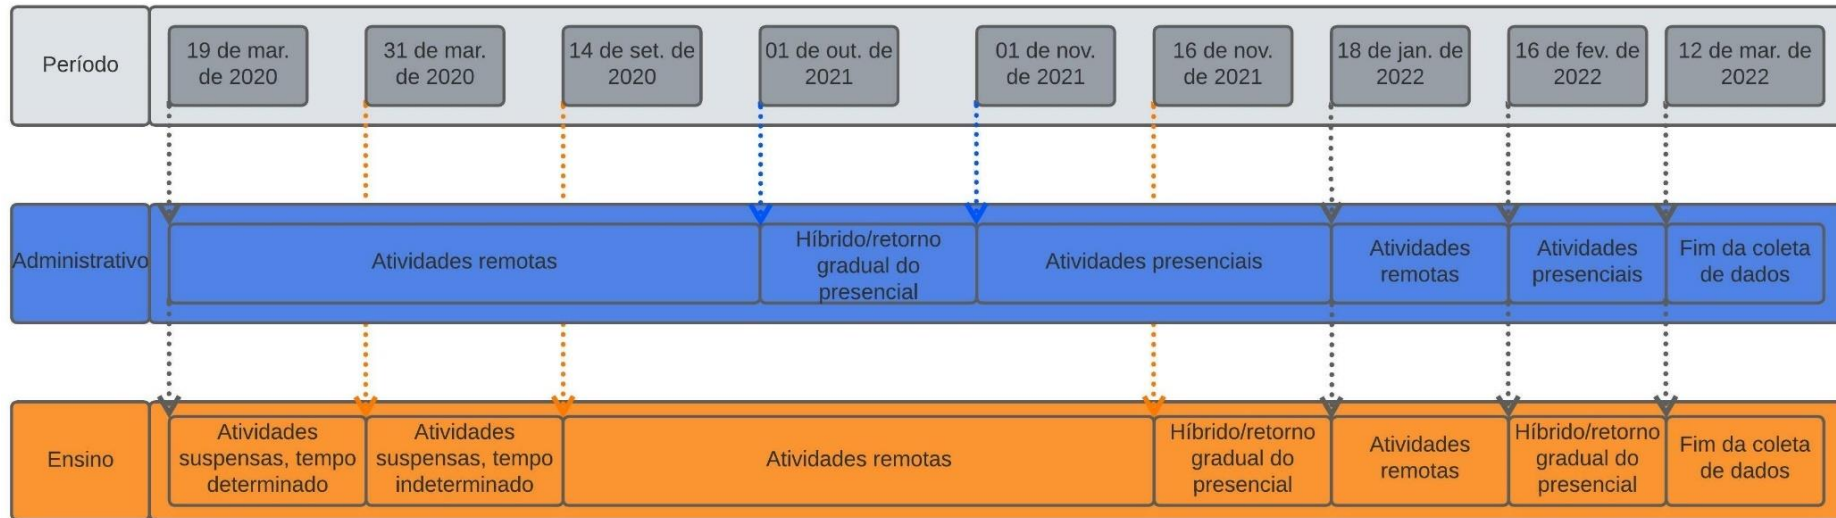 Período
19 de mar.
de 2020
31 de mar.
de 2020
14 de set. de
2020
01 de out. de
2021
01 de nov.
de 2021
16 de nov.
de 2021
18 de jan. de
2022
16 de fev. de
2022
12 de mar. de
2022
Administrativo
Atividades remotas
Híbrido/retorno
gradual do
presencial
Atividades presenciais
Atividades
remotas
Atividades
presenciais
Fim da coleta
de dados
Ensino
Atividades
suspensas, tempo
determinado
Atividades
suspensas, tempo
indeterminado
Atividades remotas
Híbrido/retorno
gradual do
presencial
Atividades
remotas
Híbrido/retorno
gradual do
presencial
Fim da coleta
de dados